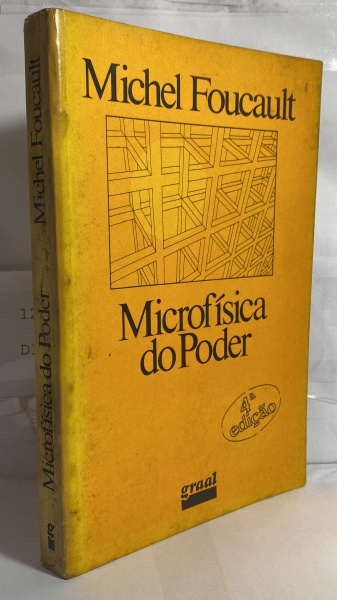 Michel Foucault
Microfísica
do Poder
4ª
edição
graal
Microfísica do Poder Michel Foucault